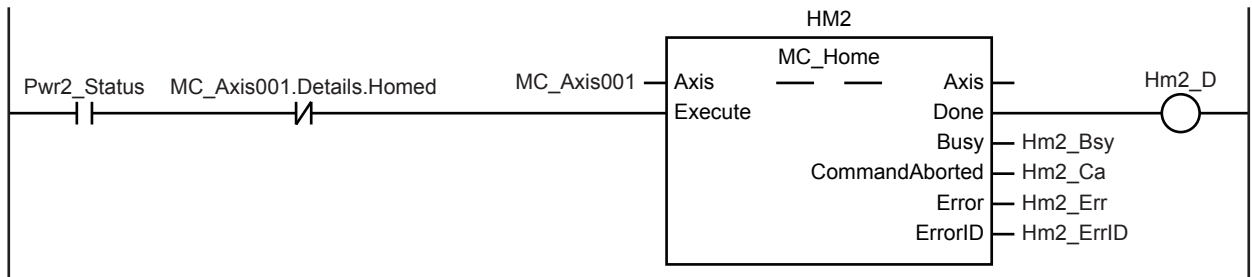 HM2
MC_Home
Pwr2_Status MC_Axis001.Details.Homed MC_Axis001 Axis Axis Hm2_D
Execute Done
Busy Hm2_Bsy
CommandAborted Hm2_Ca
Error Hm2_Err
ErrorID Hm2_ErrID